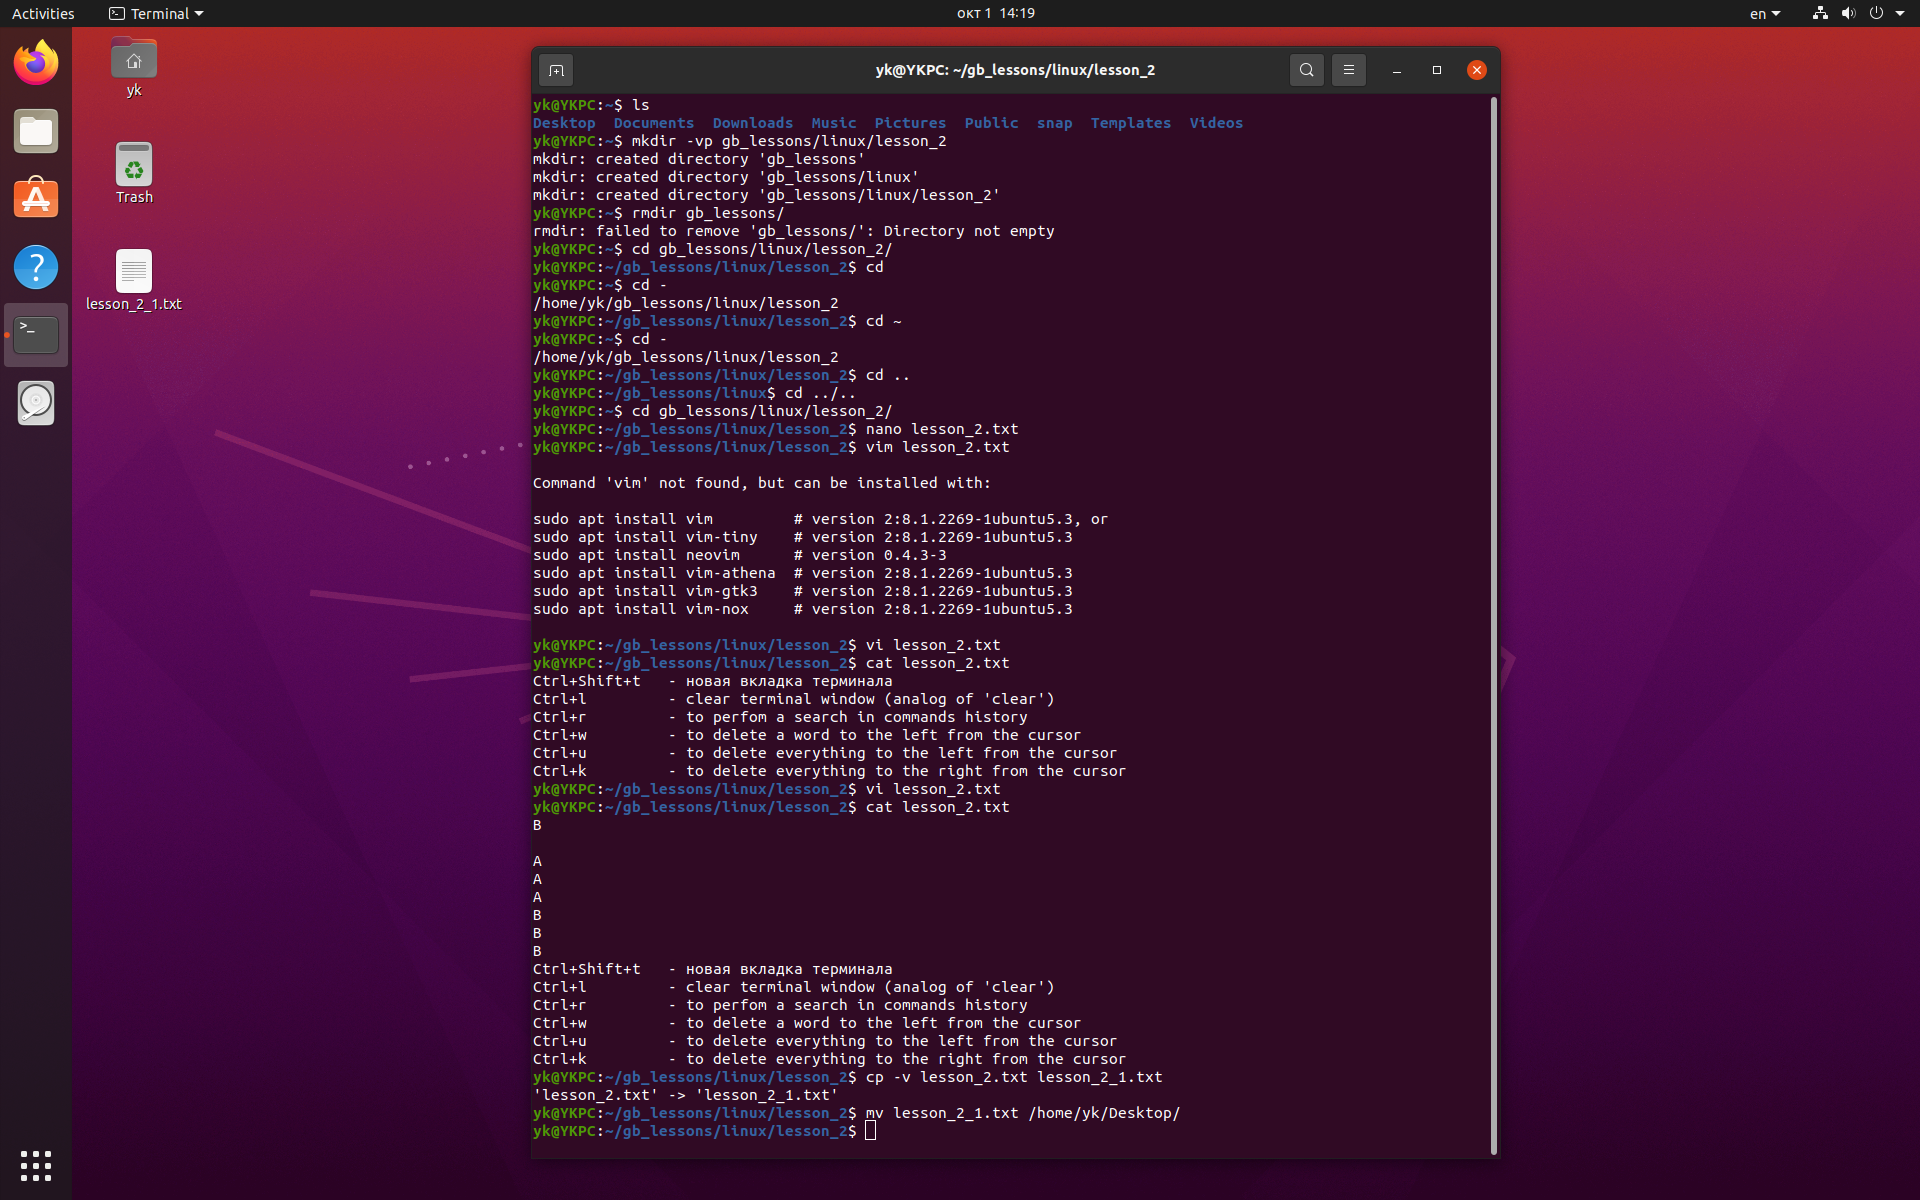 Activities Terminal окт 1 14:19 en
yk
Trash
lesson_2_1.txt
yk@YKPC: ~/gb_lessons/linux/lesson_2
yk@YKPC:~$ ls
Desktop  Documents  Downloads  Music  Pictures  Public  snap  Templates  Videos
yk@YKPC:~$ mkdir -vp gb_lessons/linux/lesson_2
mkdir: created directory 'gb_lessons'
mkdir: created directory 'gb_lessons/linux'
mkdir: created directory 'gb_lessons/linux/lesson_2'
yk@YKPC:~$ rmdir gb_lessons/
rmdir: failed to remove 'gb_lessons/': Directory not empty
yk@YKPC:~$ cd gb_lessons/linux/lesson_2/
yk@YKPC:~/gb_lessons/linux/lesson_2$ cd
yk@YKPC:~$ cd -
/home/yk/gb_lessons/linux/lesson_2
yk@YKPC:~/gb_lessons/linux/lesson_2$ cd ~
yk@YKPC:~$ cd -
/home/yk/gb_lessons/linux/lesson_2
yk@YKPC:~/gb_lessons/linux/lesson_2$ cd ..
yk@YKPC:~/gb_lessons/linux$ cd ../..
yk@YKPC:~$ cd gb_lessons/linux/lesson_2/
yk@YKPC:~/gb_lessons/linux/lesson_2$ nano lesson_2.txt
yk@YKPC:~/gb_lessons/linux/lesson_2$ vim lesson_2.txt
Command 'vim' not found, but can be installed with:
sudo apt install vim         # version 2:8.1.2269-1ubuntu5.3, or
sudo apt install vim-tiny    # version 2:8.1.2269-1ubuntu5.3
sudo apt install neovim      # version 0.4.3-3
sudo apt install vim-athena  # version 2:8.1.2269-1ubuntu5.3
sudo apt install vim-gtk3    # version 2:8.1.2269-1ubuntu5.3
sudo apt install vim-nox     # version 2:8.1.2269-1ubuntu5.3
yk@YKPC:~/gb_lessons/linux/lesson_2$ vi lesson_2.txt
yk@YKPC:~/gb_lessons/linux/lesson_2$ cat lesson_2.txt
Ctrl+Shift+t   - новая вкладка терминала
Ctrl+l         - clear terminal window (analog of 'clear')
Ctrl+r         - to perfom a search in commands history
Ctrl+w         - to delete a word to the left from the cursor
Ctrl+u         - to delete everything to the left from the cursor
Ctrl+k         - to delete everything to the right from the cursor
yk@YKPC:~/gb_lessons/linux/lesson_2$ vi lesson_2.txt
yk@YKPC:~/gb_lessons/linux/lesson_2$ cat lesson_2.txt
B
A
A
A
B
B
B
Ctrl+Shift+t   - новая вкладка терминала
Ctrl+l         - clear terminal window (analog of 'clear')
Ctrl+r         - to perfom a search in commands history
Ctrl+w         - to delete a word to the left from the cursor
Ctrl+u         - to delete everything to the left from the cursor
Ctrl+k         - to delete everything to the right from the cursor
yk@YKPC:~/gb_lessons/linux/lesson_2$ cp -v lesson_2.txt lesson_2_1.txt
'lesson_2.txt' -> 'lesson_2_1.txt'
yk@YKPC:~/gb_lessons/linux/lesson_2$ mv lesson_2_1.txt /home/yk/Desktop/
yk@YKPC:~/gb_lessons/linux/lesson_2$